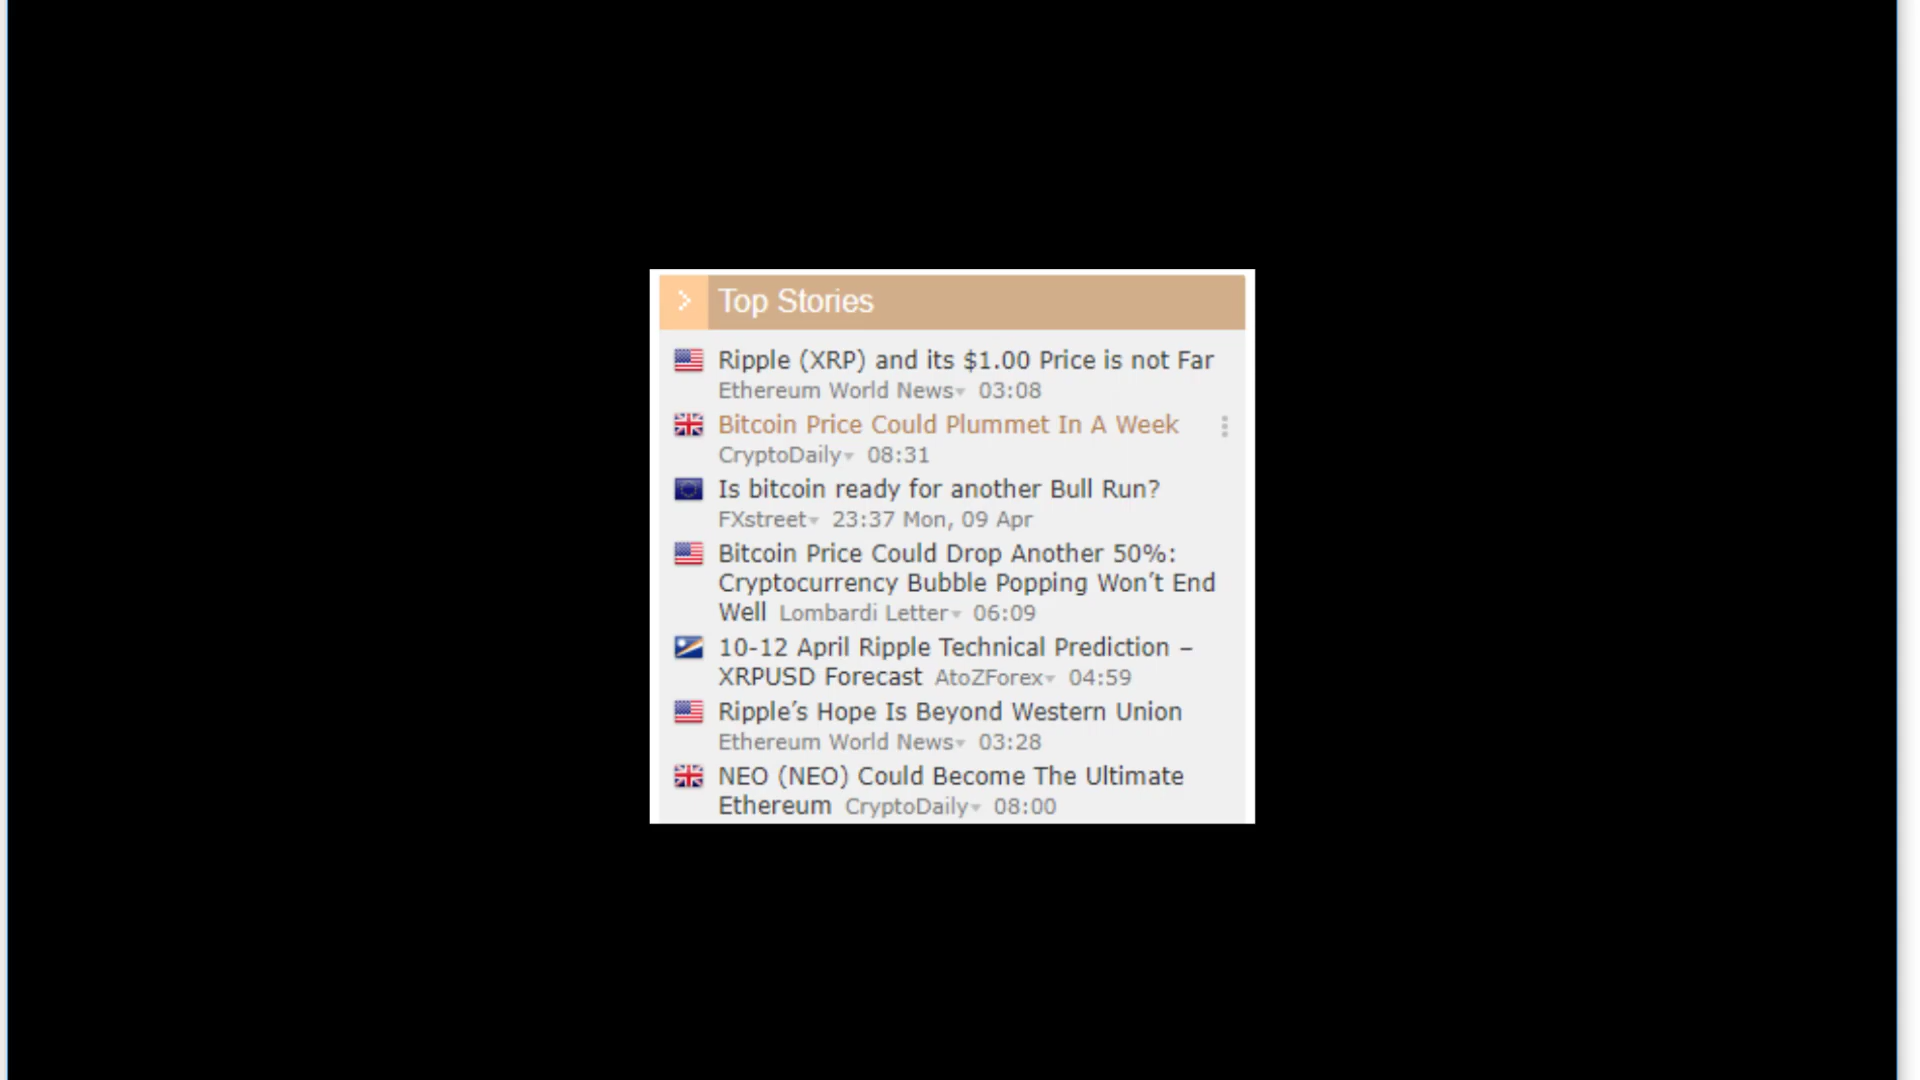 Top Stories
Ripple (XRP) and its $1.00 Price is not Far
Ethereum World News 03:08
Bitcoin Price Could Plummet In A Week
CryptoDaily 08:31
Is bitcoin ready for another Bull Run?
FXstreet 23:37 Mon, 09 Apr
Bitcoin Price Could Drop Another 50%:
Cryptocurrency Bubble Popping Won't End
Well Lombardi Letter 06:09
10-12 April Ripple Technical Prediction –
XRPUSD Forecast AtoZForex 04:59
Ripple’s Hope Is Beyond Western Union
Ethereum World News 03:28
NEO (NEO) Could Become The Ultimate
Ethereum CryptoDaily 08:00